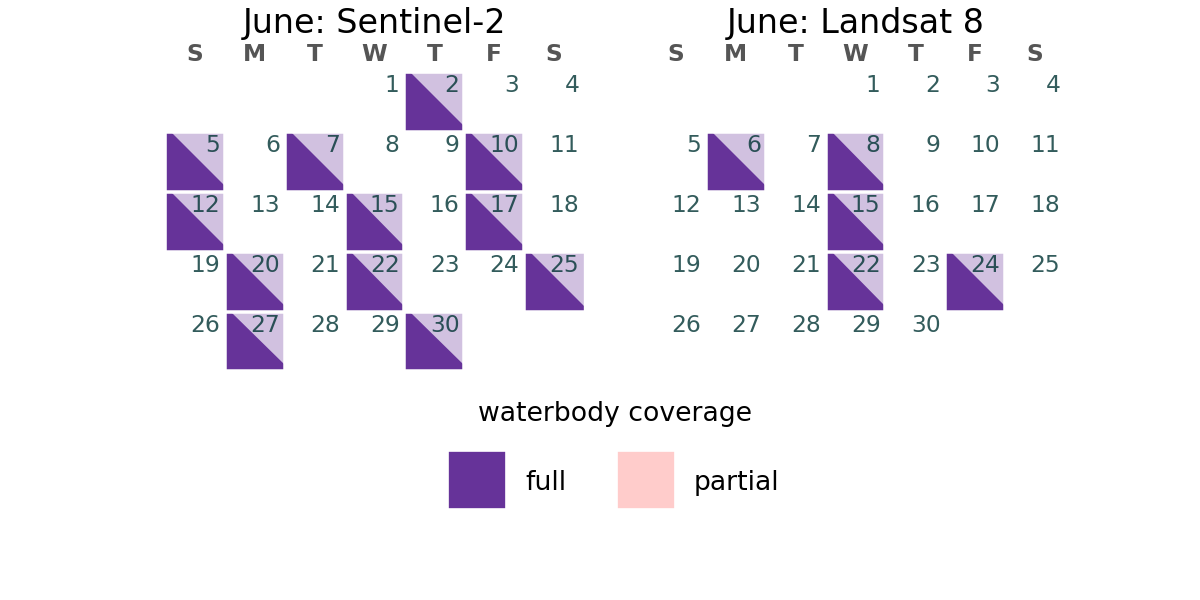 June: Sentinel-2
S M T W T F S
1 2 3 4
5 6 7 8 9 10 11
12 13 14 15 16 17 18
19 20 21 22 23 24 25
26 27 28 29 30
June: Landsat 8
S M T W T F S
1 2 3 4
5 6 7 8 9 10 11
12 13 14 15 16 17 18
19 20 21 22 23 24 25
26 27 28 29 30
waterbody coverage
full partial